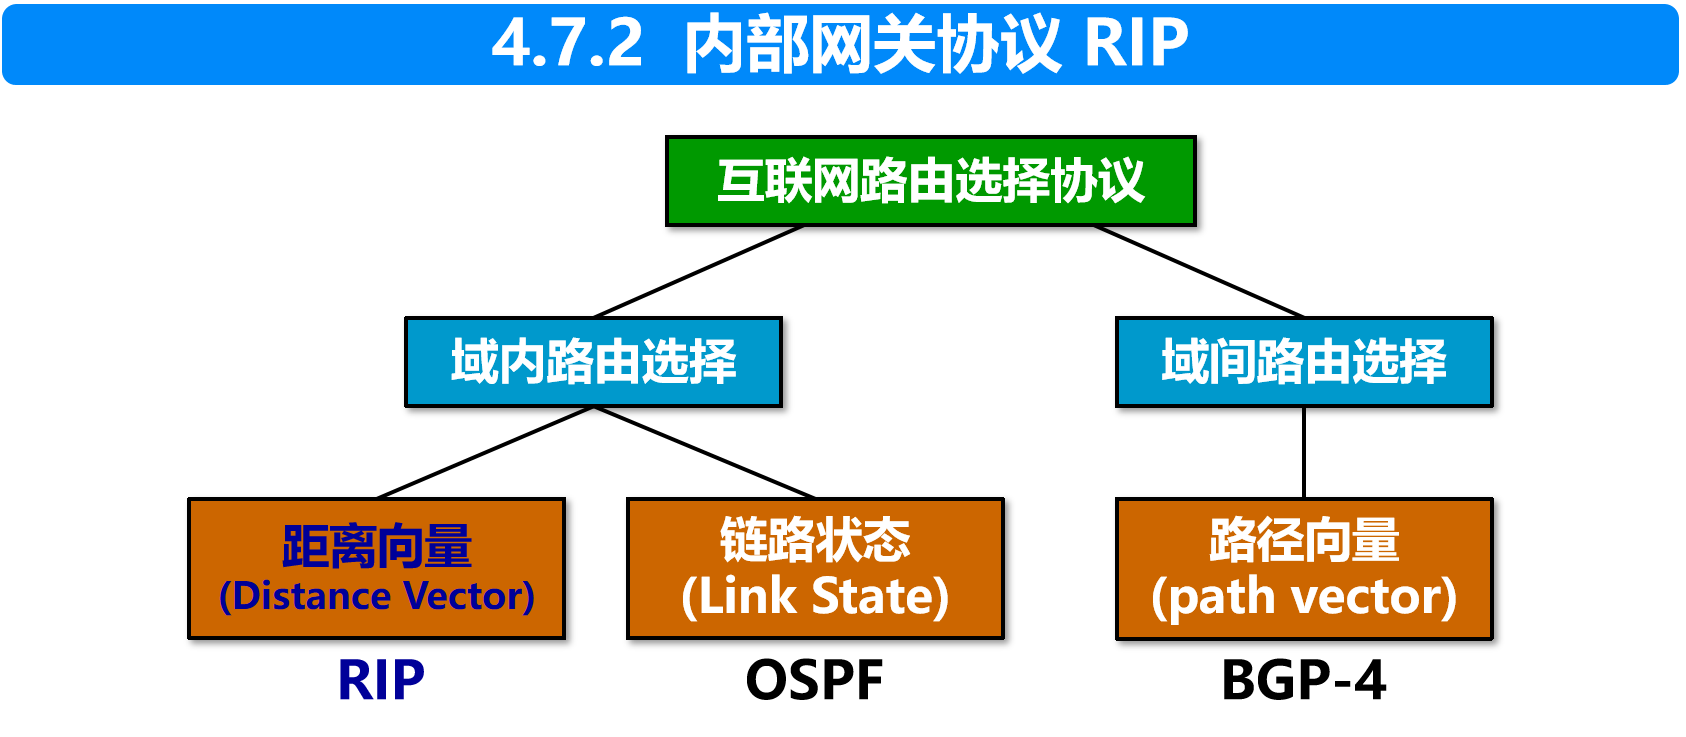 4.7.2 内部网关协议 RIP
互联网路由选择协议
域内路由选择
域间路由选择
距离向量
(Distance Vector)
链路状态
(Link State)
路径向量
(path vector)
RIP
OSPF
BGP-4